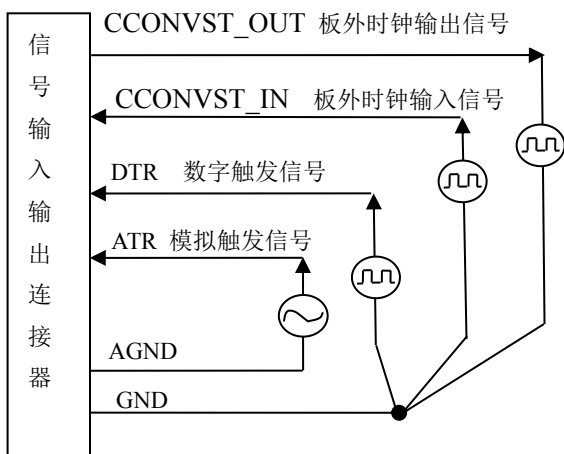 信号输入输出连接器
CCONVST_OUT 板外时钟输出信号
CCONVST_IN 板外时钟输入信号
DTR 数字触发信号
ATR 模拟触发信号
AGND
GND